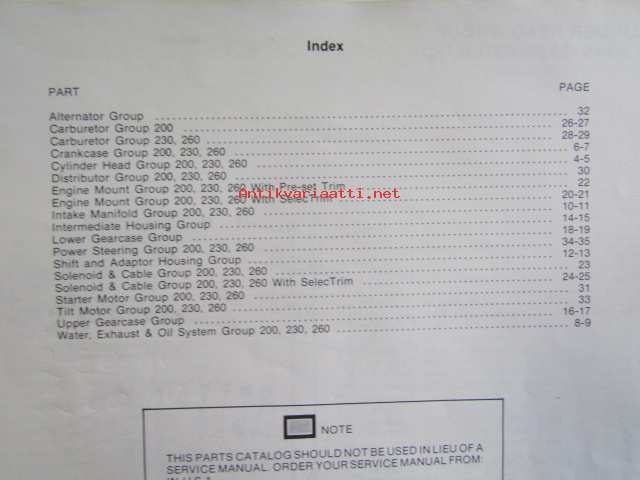 Index
PART PAGE
Alternator Group 32
Carburetor Group 200 26-27
Carburetor Group 230, 260 28-29
Crankcase Group 200, 230, 260 6-7
Cylinder Head Group 200, 230, 260 4-5
Distributor Group 200, 230, 260 30
Engine Mount Group 200, 230, 260 With Pre-set Trim 22
Engine Mount Group 200, 230, 260 With SelecTrim 20-21
Antikvariaatti.net
Intake Manifold Group 200, 230, 260 10-11
Intermediate Housing Group 14-15
Lower Gearcase Group 18-19
Power Steering Group 200, 230, 260 34-35
Shift and Adaptor Housing Group 12-13
Solenoid & Cable Group 200, 230, 260 23
Solenoid & Cable Group 200, 230, 260 With SelecTrim 24-25
Starter Motor Group 200, 230, 260 31
Tilt Motor Group 200, 230, 260 33
Upper Gearcase Group 16-17
Water, Exhaust & Oil System Group 200, 230, 260 8-9
NOTE
THIS PARTS CATALOG SHOULD NOT BE USED IN LIEU OF A
SERVICE MANUAL. ORDER YOUR SERVICE MANUAL FROM: